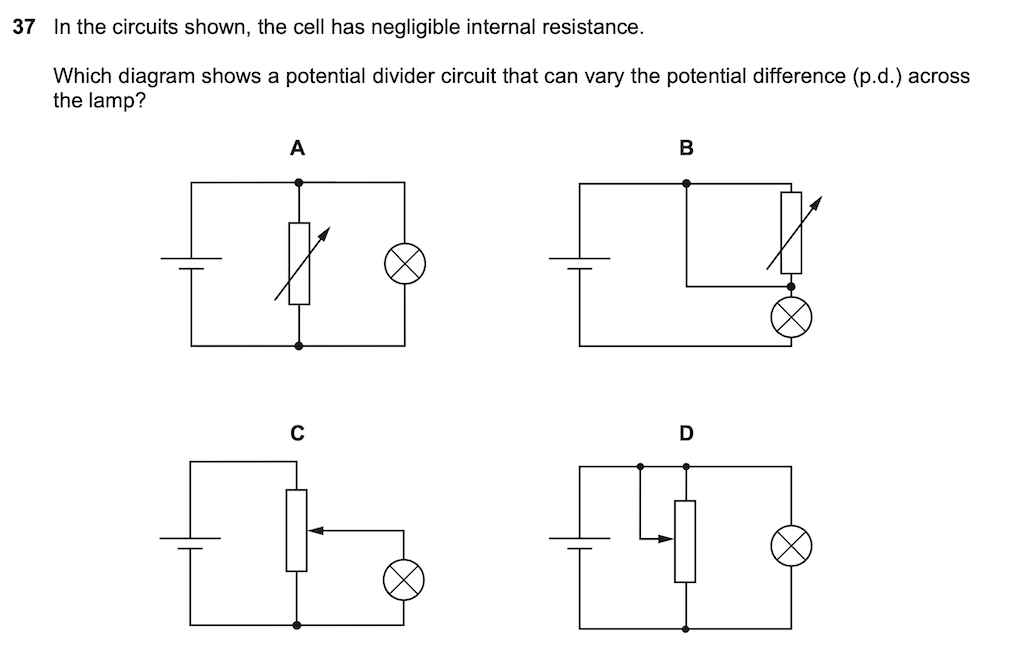 37 In the circuits shown, the cell has negligible internal resistance.
Which diagram shows a potential divider circuit that can vary the potential difference (p.d.) across
the lamp?
A
B
C
D